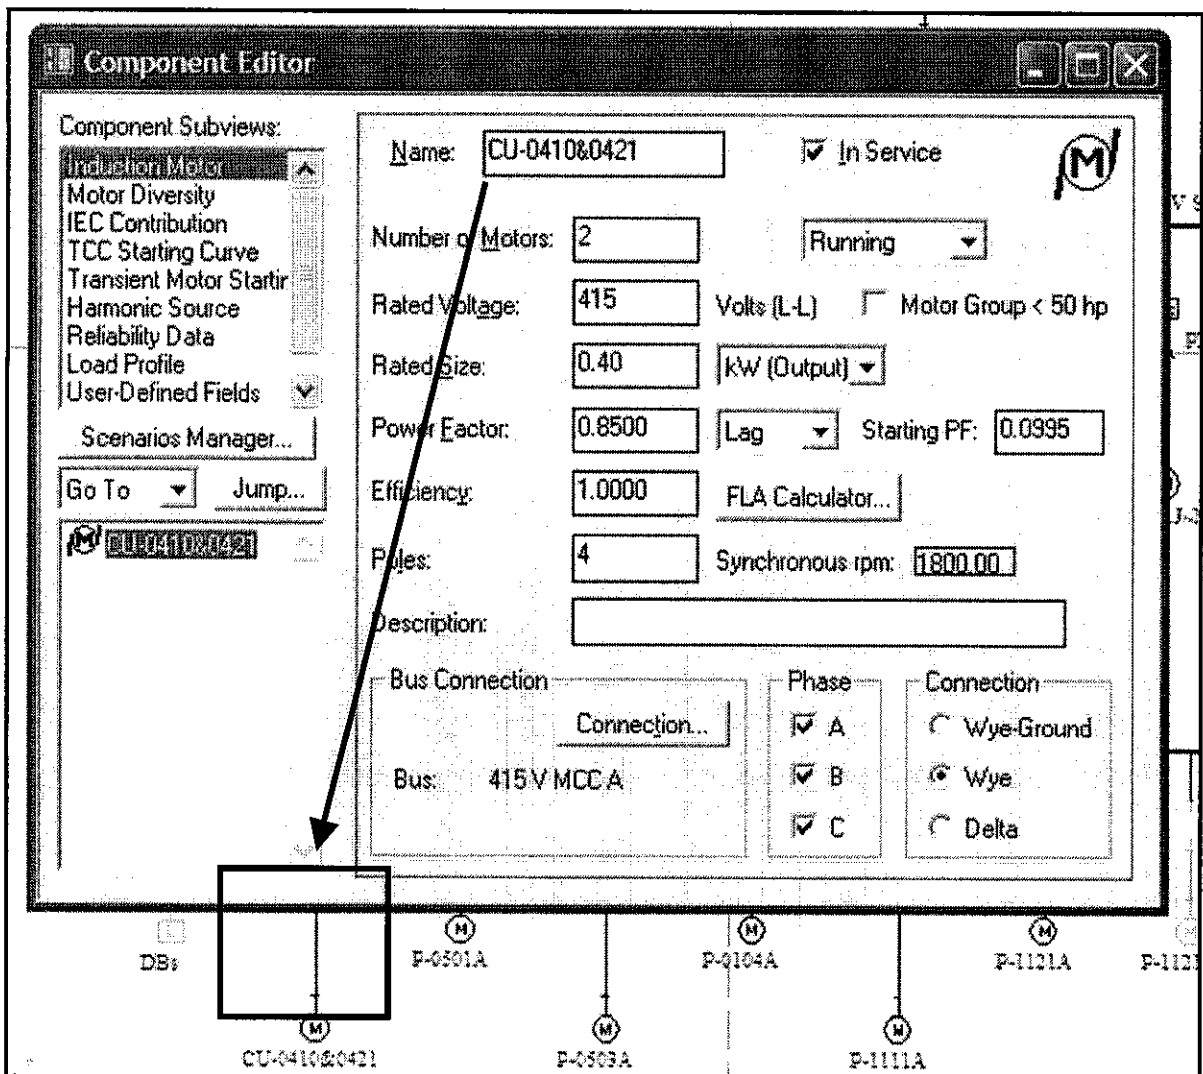 Component Editor
Component Subviews:
Induction Motor
Motor Diversity
IEC Contribution
TCC Starting Curve
Transient Motor Startin
Harmonic Source
Reliability Data
Load Profile
User-Defined Fields
Scenarios Manager...
Go To
Jump...
CU-0410&0421
Name: CU-0410&0421
In Service
Number of Motors: 2
Running
Rated Voltage: 415 Volts (L-L)
Motor Group < 50 hp
Rated Size: 0.40 kW (Output)
Power Factor: 0.8500 Lag
Starting PF: 0.0995
Efficiency: 1.0000 FLA Calculator...
Poles: 4 Synchronous rpm: 1800.00
Description:
Bus Connection
Connection...
Bus: 415 V MCC A
Phase
A
B
C
Connection
Wye-Ground
Wye
Delta
V S
DBs
M
P-0501A
M
P-0104A
M
P-1121A
P-112
M
CU-0410&0421
M
P-0503A
M
P-1111A